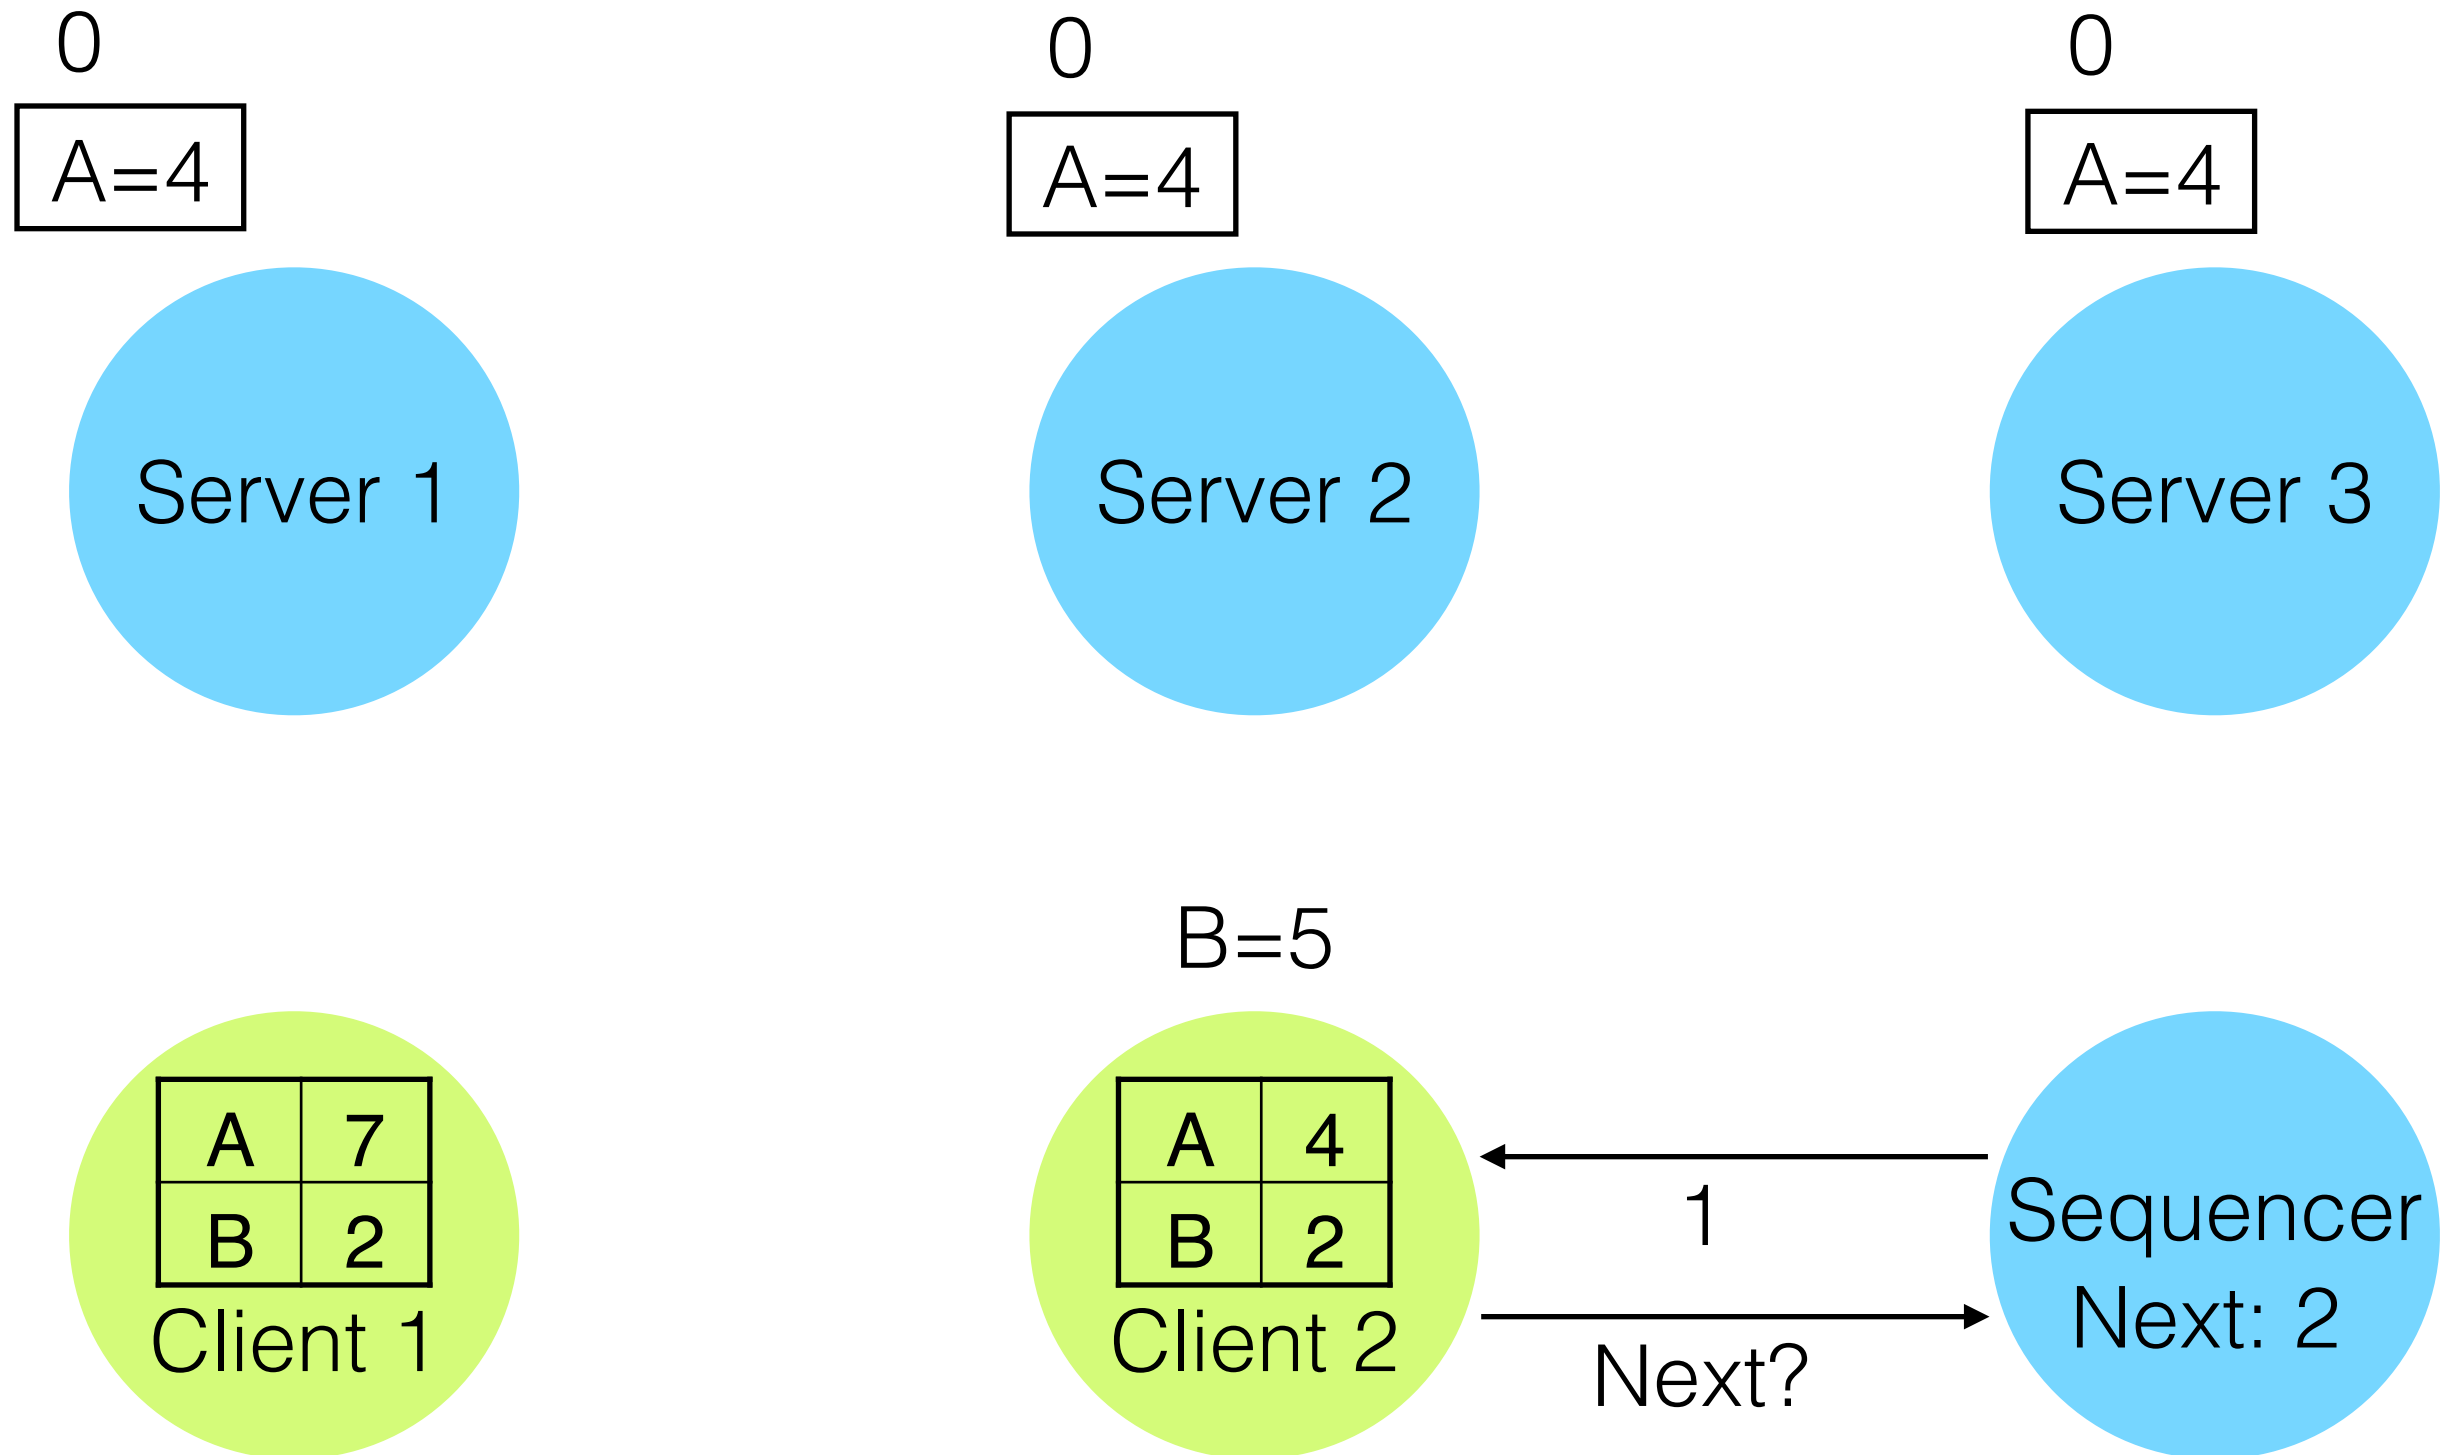 0 0 0
A=4 A=4 A=4
Server 1 Server 2 Server 3
B=5
A 7
B 2
Client 1
A 4
B 2
Client 2
1
Next?
Sequencer
Next: 2